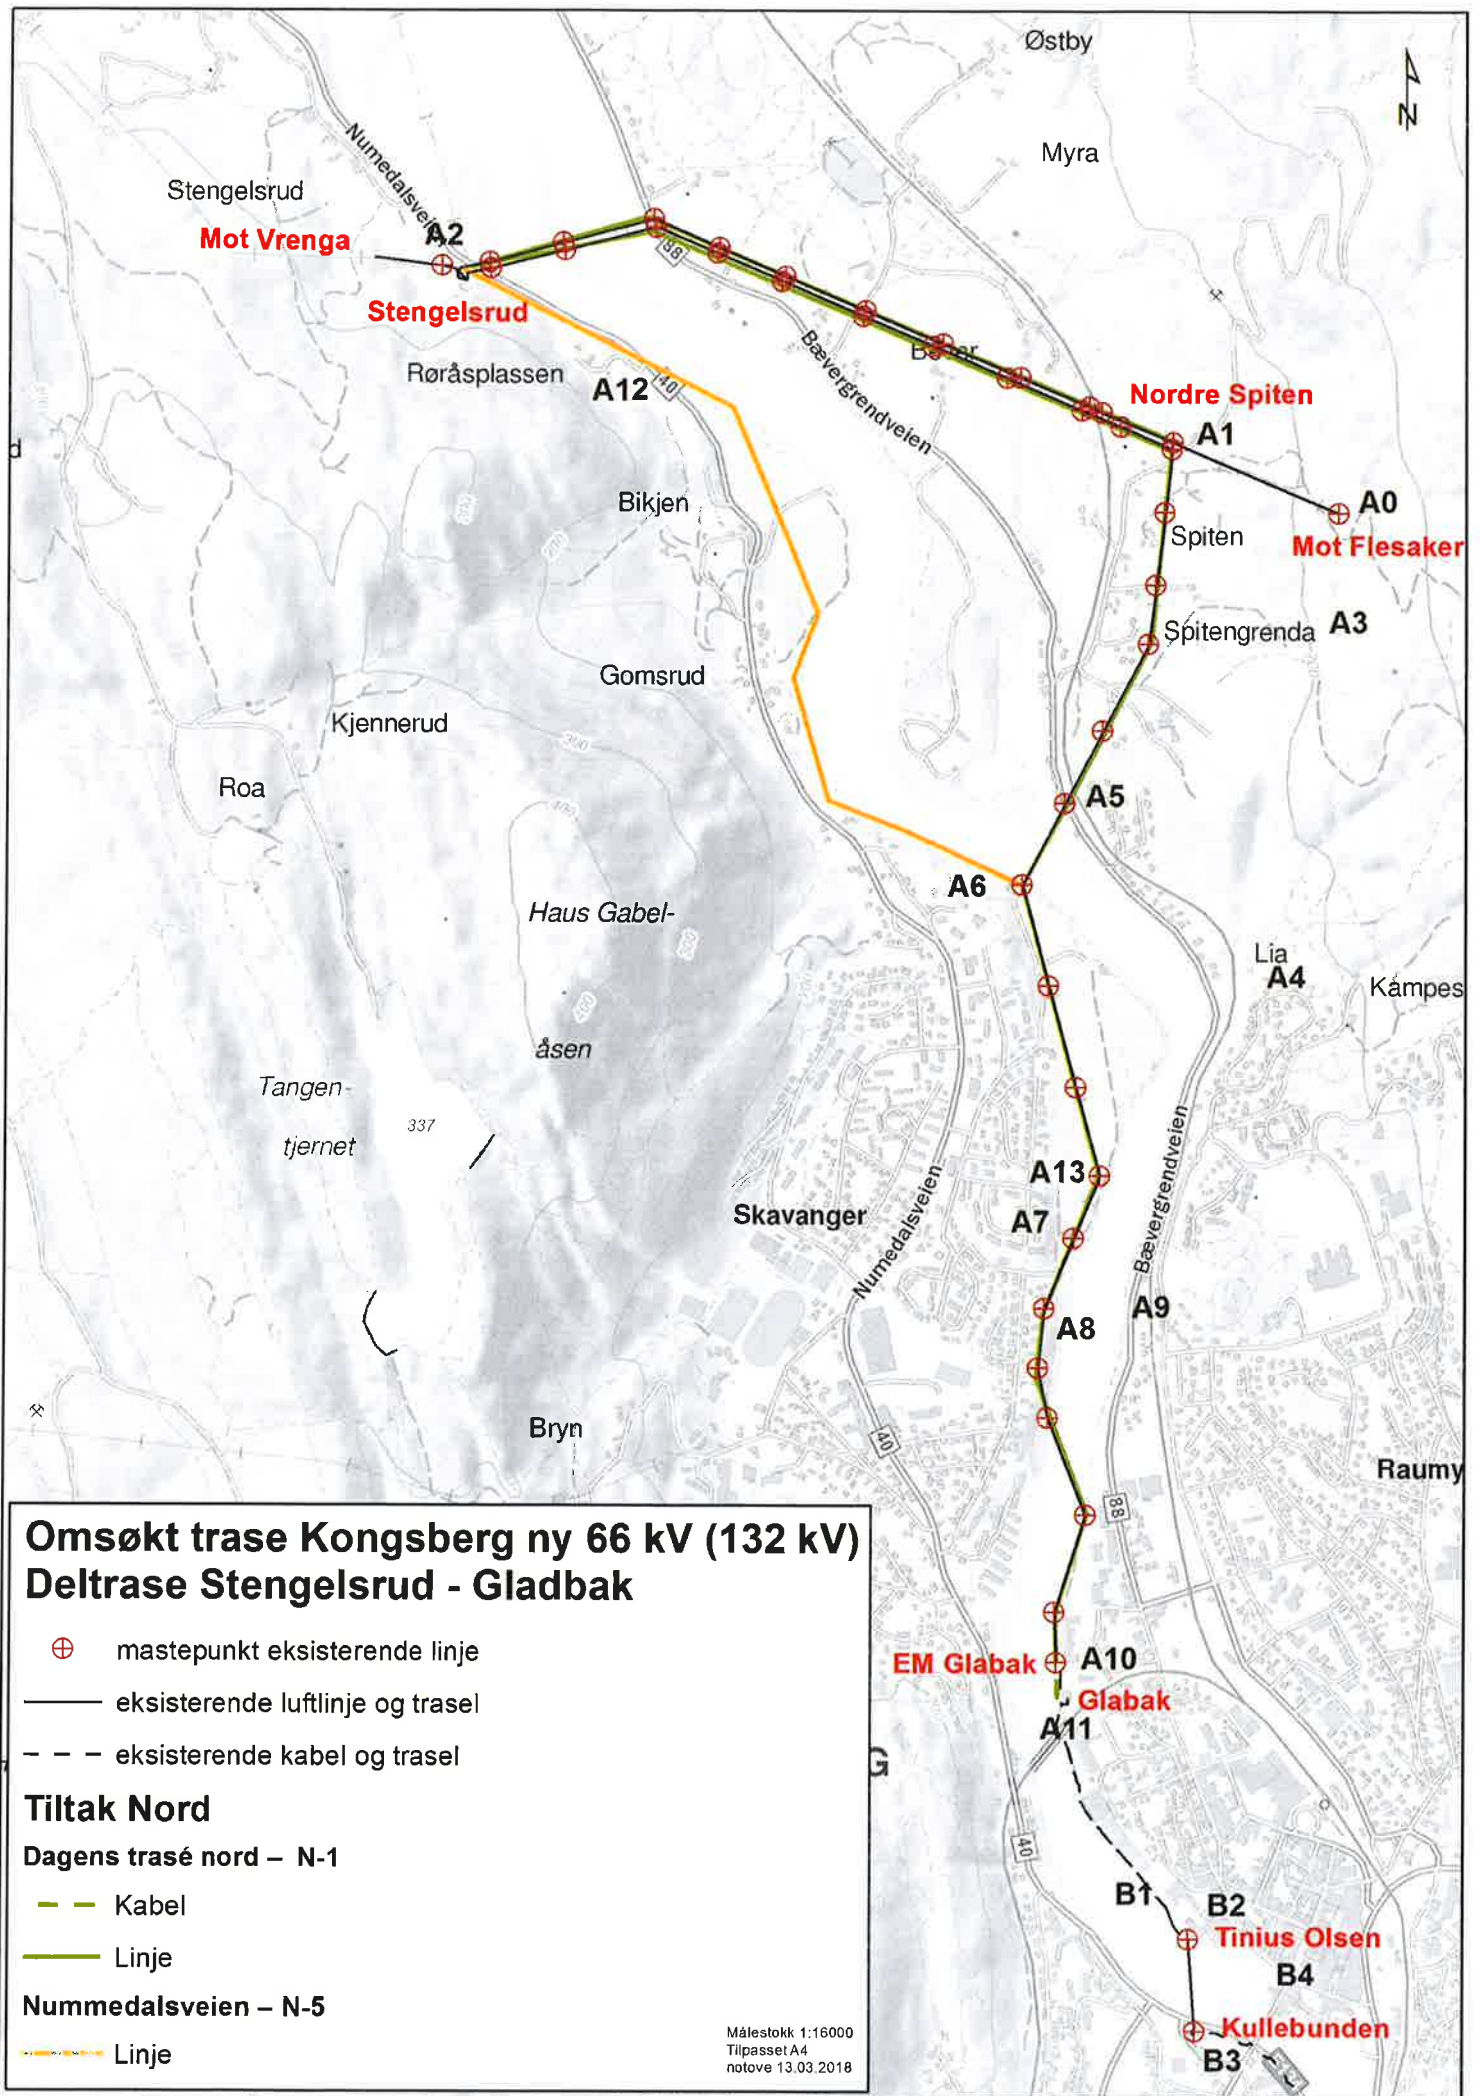 Østby
N
Myra
Stengelsrud
Numedalsveien
Mot Vrenga
A2
88
Stengelsrud
Bævergrendveien
Røråsplassen
A12
40
Nordre Spiten
A1
A0
d
Bikjen
Spiten
Mot Flesaker
Spitengrenda
A3
Gomsrud
Kjennerud
300
Roa
A5
400
A6
Haus Gabel-
Lia
A4
Kampes
åsen
Tangen-
337
tjernet
A13
Skavanger
A7
Numedalsveien
Bævergrendveien
A9
A8
Bryn
40
Raumy
88
Omsøkt trase Kongsberg ny 66 kV (132 kV)
Deltrase Stengelsrud - Gladbak
mastepunkt eksisterende linje
EM Glabak
A10
eksisterende luftlinje og trasel
Glabak
A11
eksisterende kabel og trasel
G
Tiltak Nord
Dagens trasé nord – N-1
40
Kabel
B1
B2
Tinius Olsen
Linje
B4
Nummedalsveien – N-5
Kullebunden
Linje
B3
Målestokk 1:16000
Tilpasset A4
notove 13.03.2018